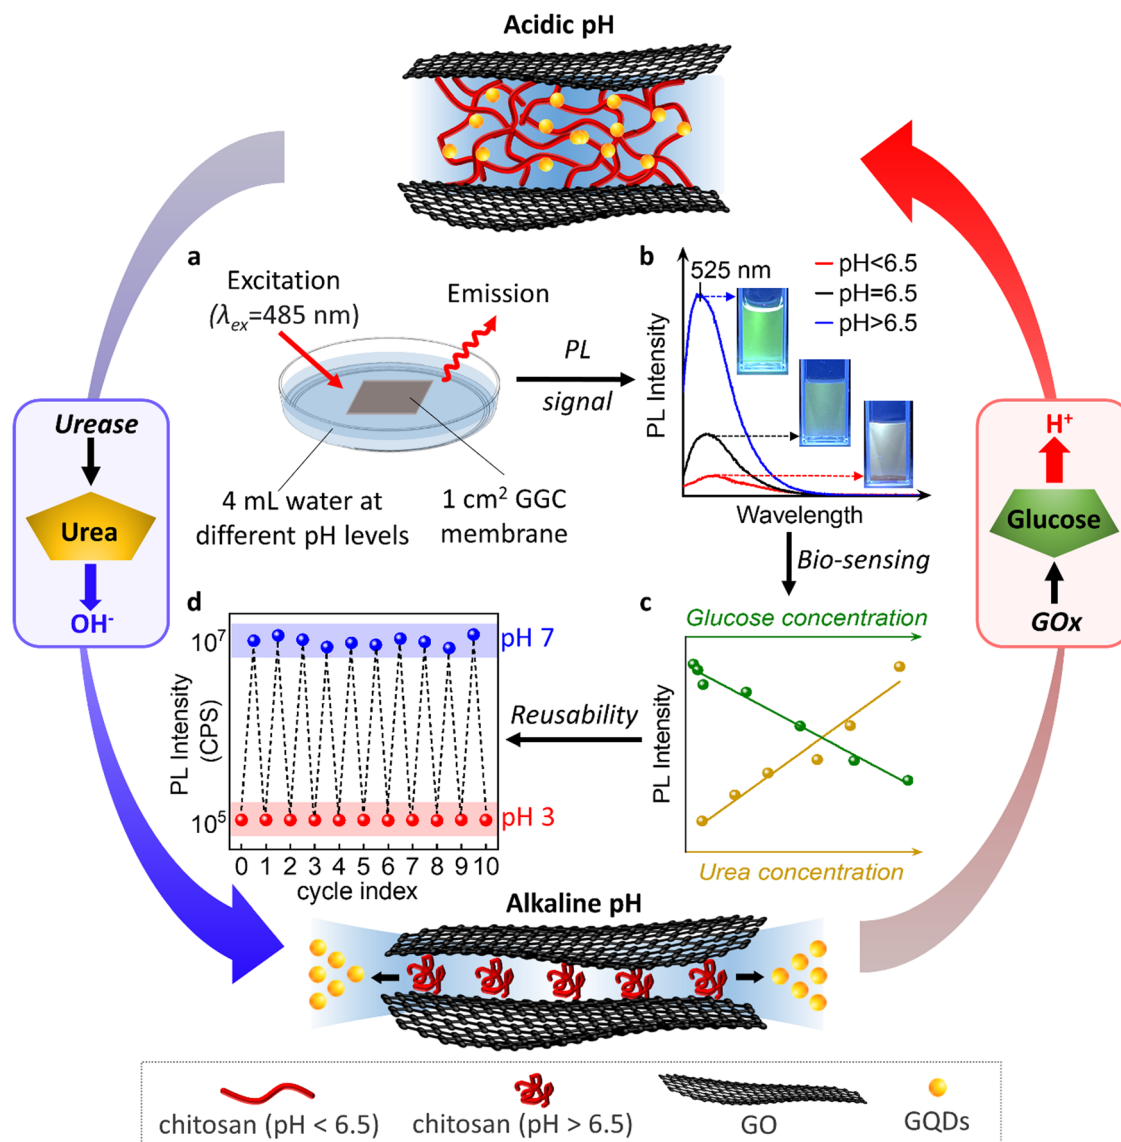 Acidic pH
a
Excitation
(λex=485 nm)
Emission
4 mL water at
different pH levels
1 cm2 GGC
membrane
PL
signal
b
525 nm
pH<6.5
pH=6.5
pH>6.5
PL Intensity
Wavelength
Urease
Urea
OH-
H+
Glucose
GOx
Bio-sensing
d
107
105
PL Intensity
(CPS)
pH 7
pH 3
0 1 2 3 4 5 6 7 8 9 10
cycle index
Reusability
c
Glucose concentration
PL Intensity
Urea concentration
Alkaline pH
chitosan (pH < 6.5)
chitosan (pH > 6.5)
GO
GQDs